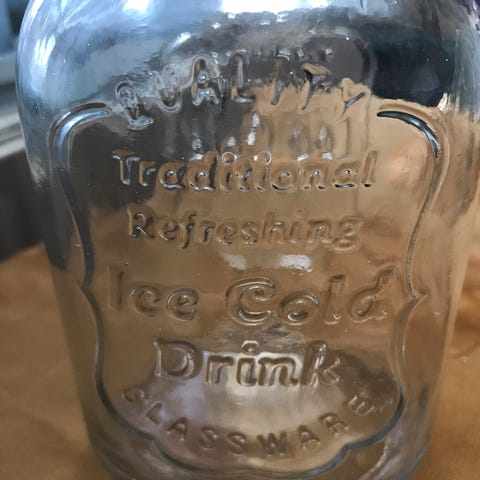 QUALITY
Traditional
Refreshing
Ice Cold
Drink
GLASSWARE